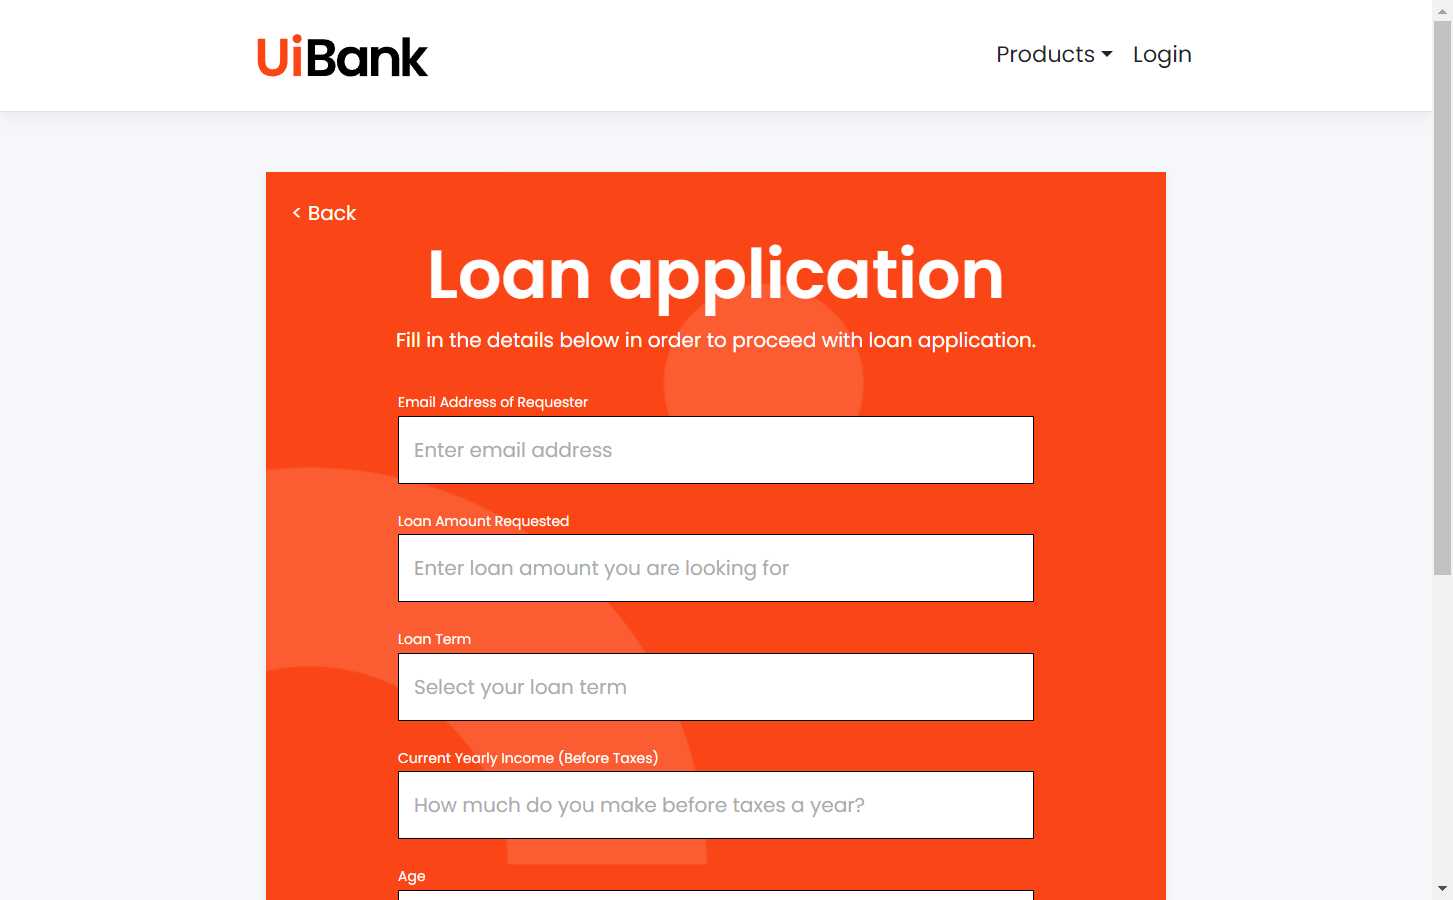 UiBank
Products
Login
< Back
Loan application
Fill in the details below in order to proceed with loan application.
Email Address of Requester
Enter email address
Loan Amount Requested
Enter loan amount you are looking for
Loan Term
Select your loan term
Current Yearly Income (Before Taxes)
How much do you make before taxes a year?
Age